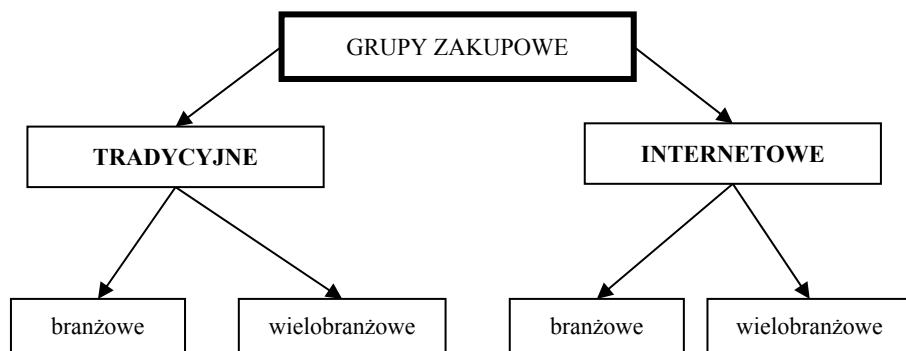 GRUPY ZAKUPOWE
TRADYCYJNE
INTERNETOWE
branżowe
wielobranżowe
branżowe
wielobranżowe